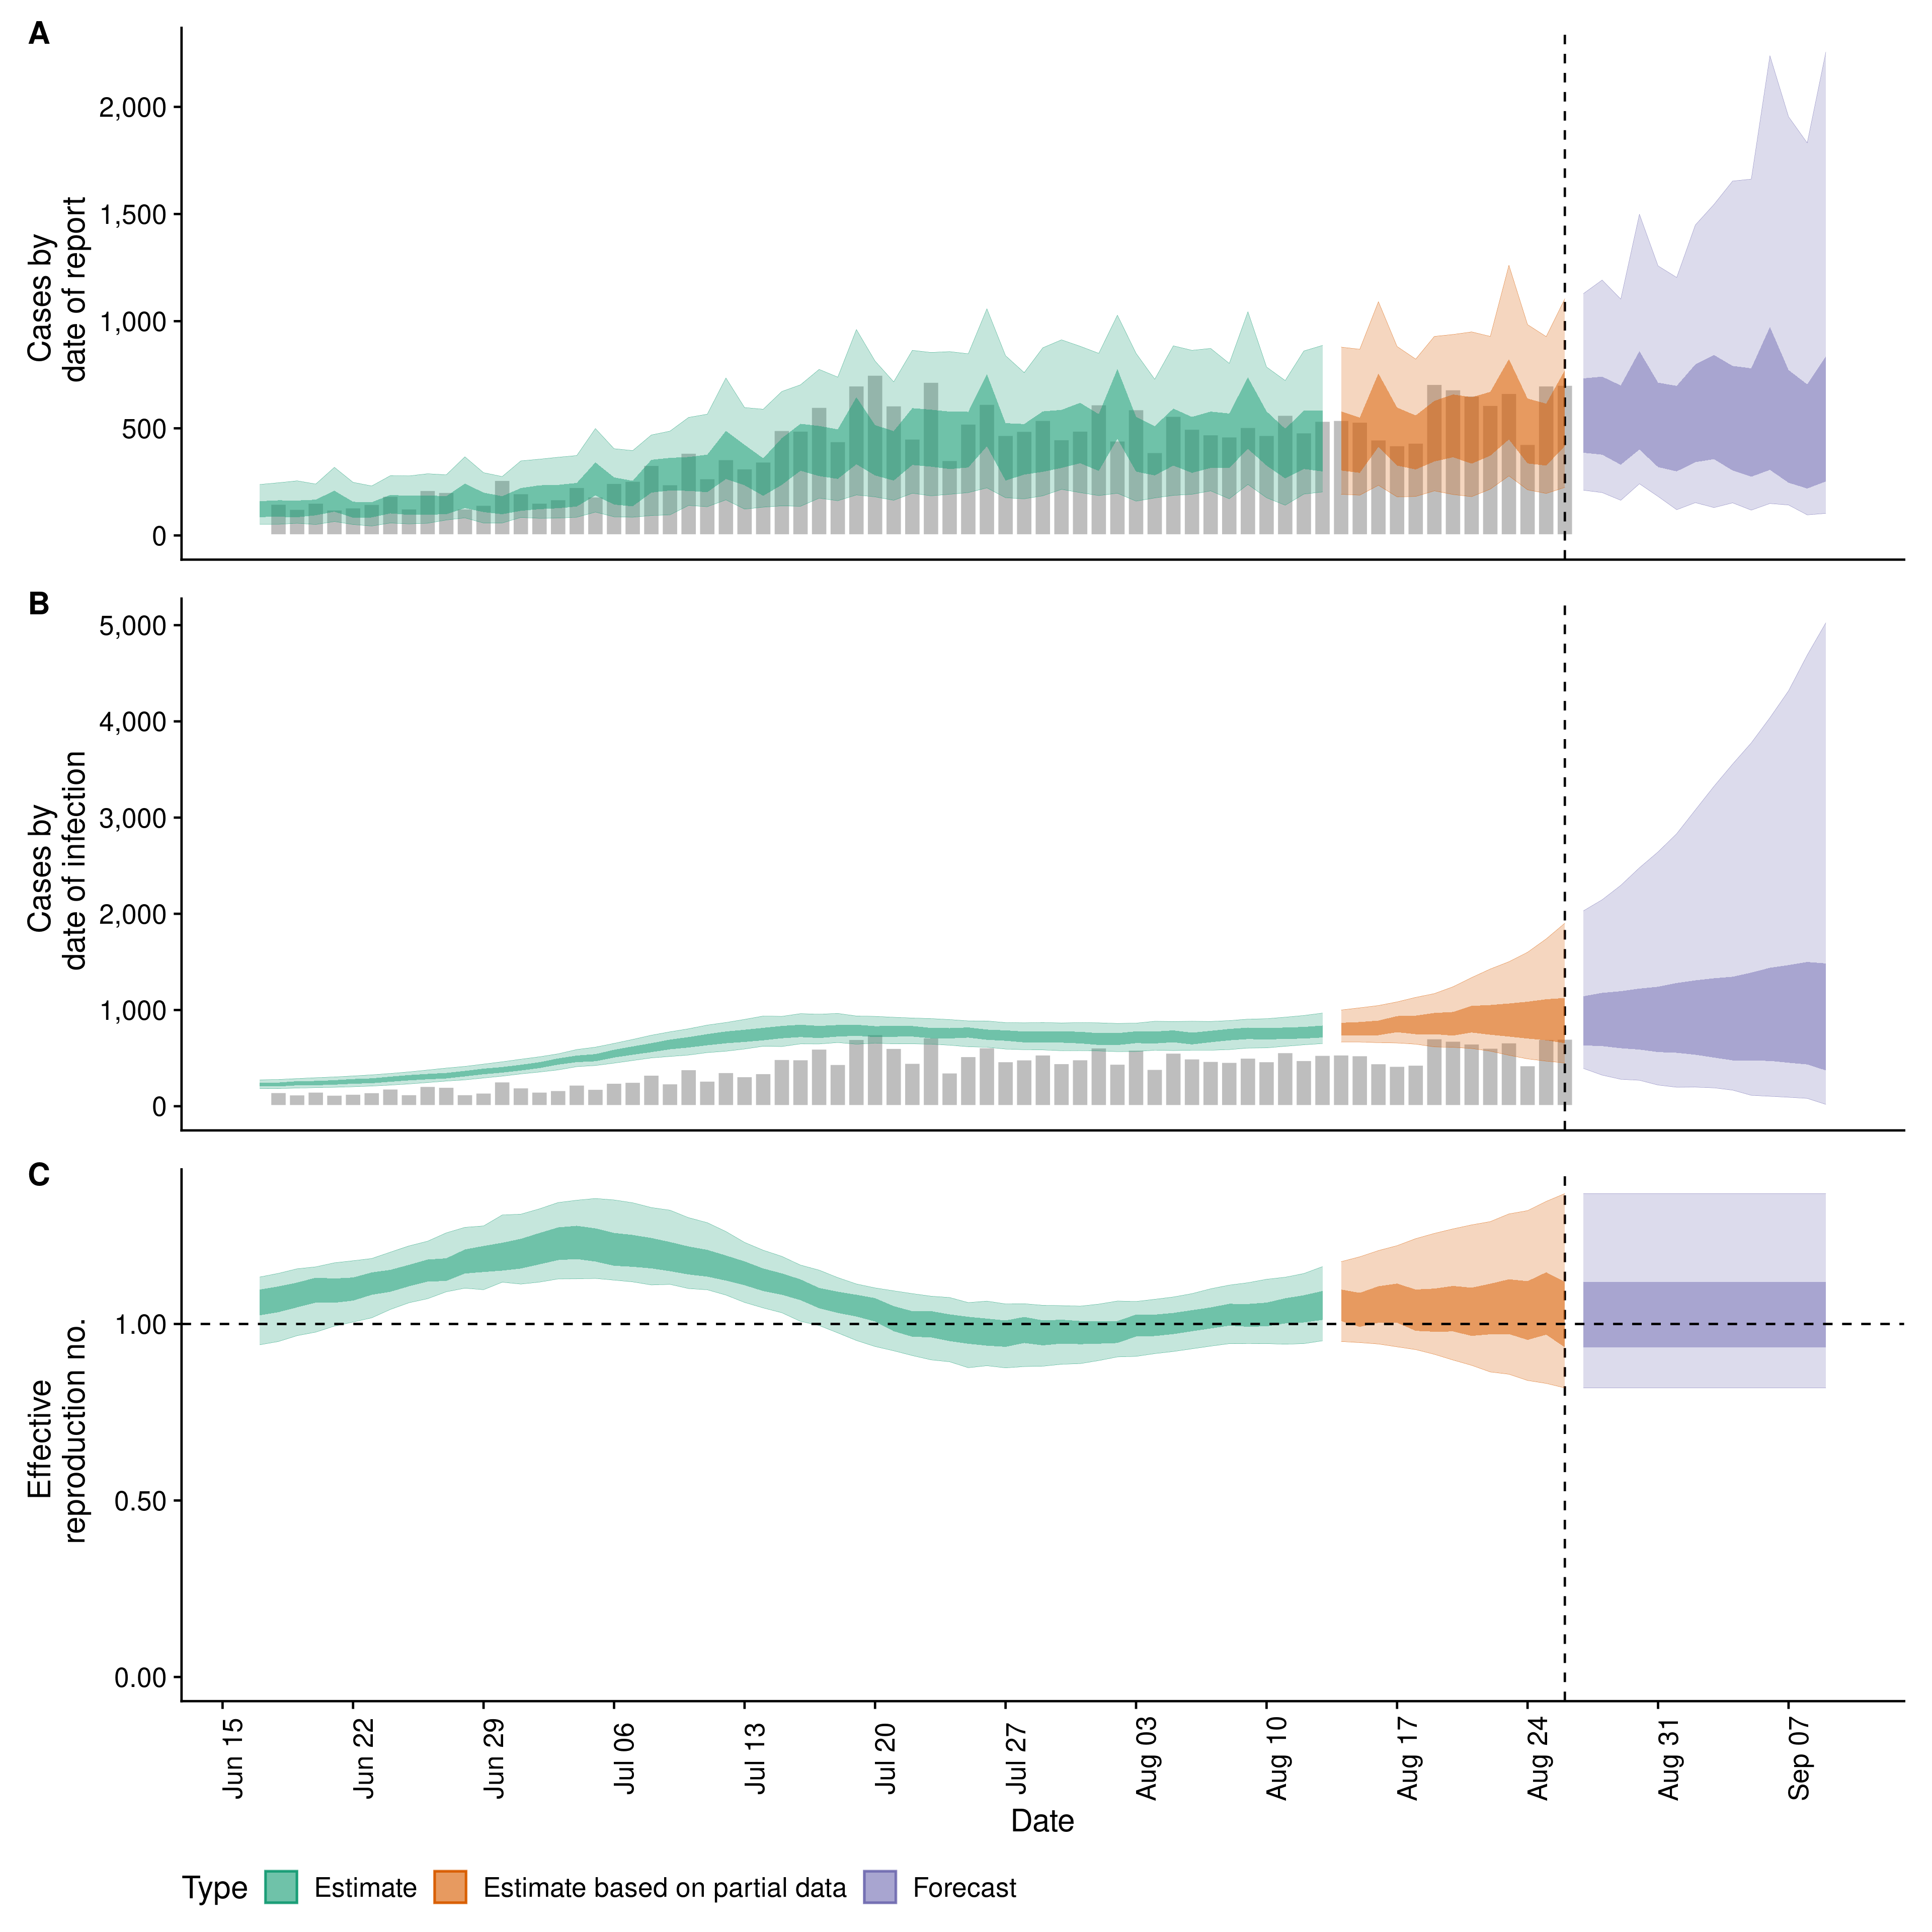 A
Cases by
date of report
2,000
1,500
1,000
500
0
B
Cases by
date of infection
5,000
4,000
3,000
2,000
1,000
0
C
Effective
reproduction no.
1.00
0.50
0.00
Jun 15
Jun 22
Jun 29
Jul 06
Jul 13
Jul 20
Jul 27
Aug 03
Aug 10
Aug 17
Aug 24
Aug 31
Sep 07
Date
Type Estimate Estimate based on partial data Forecast